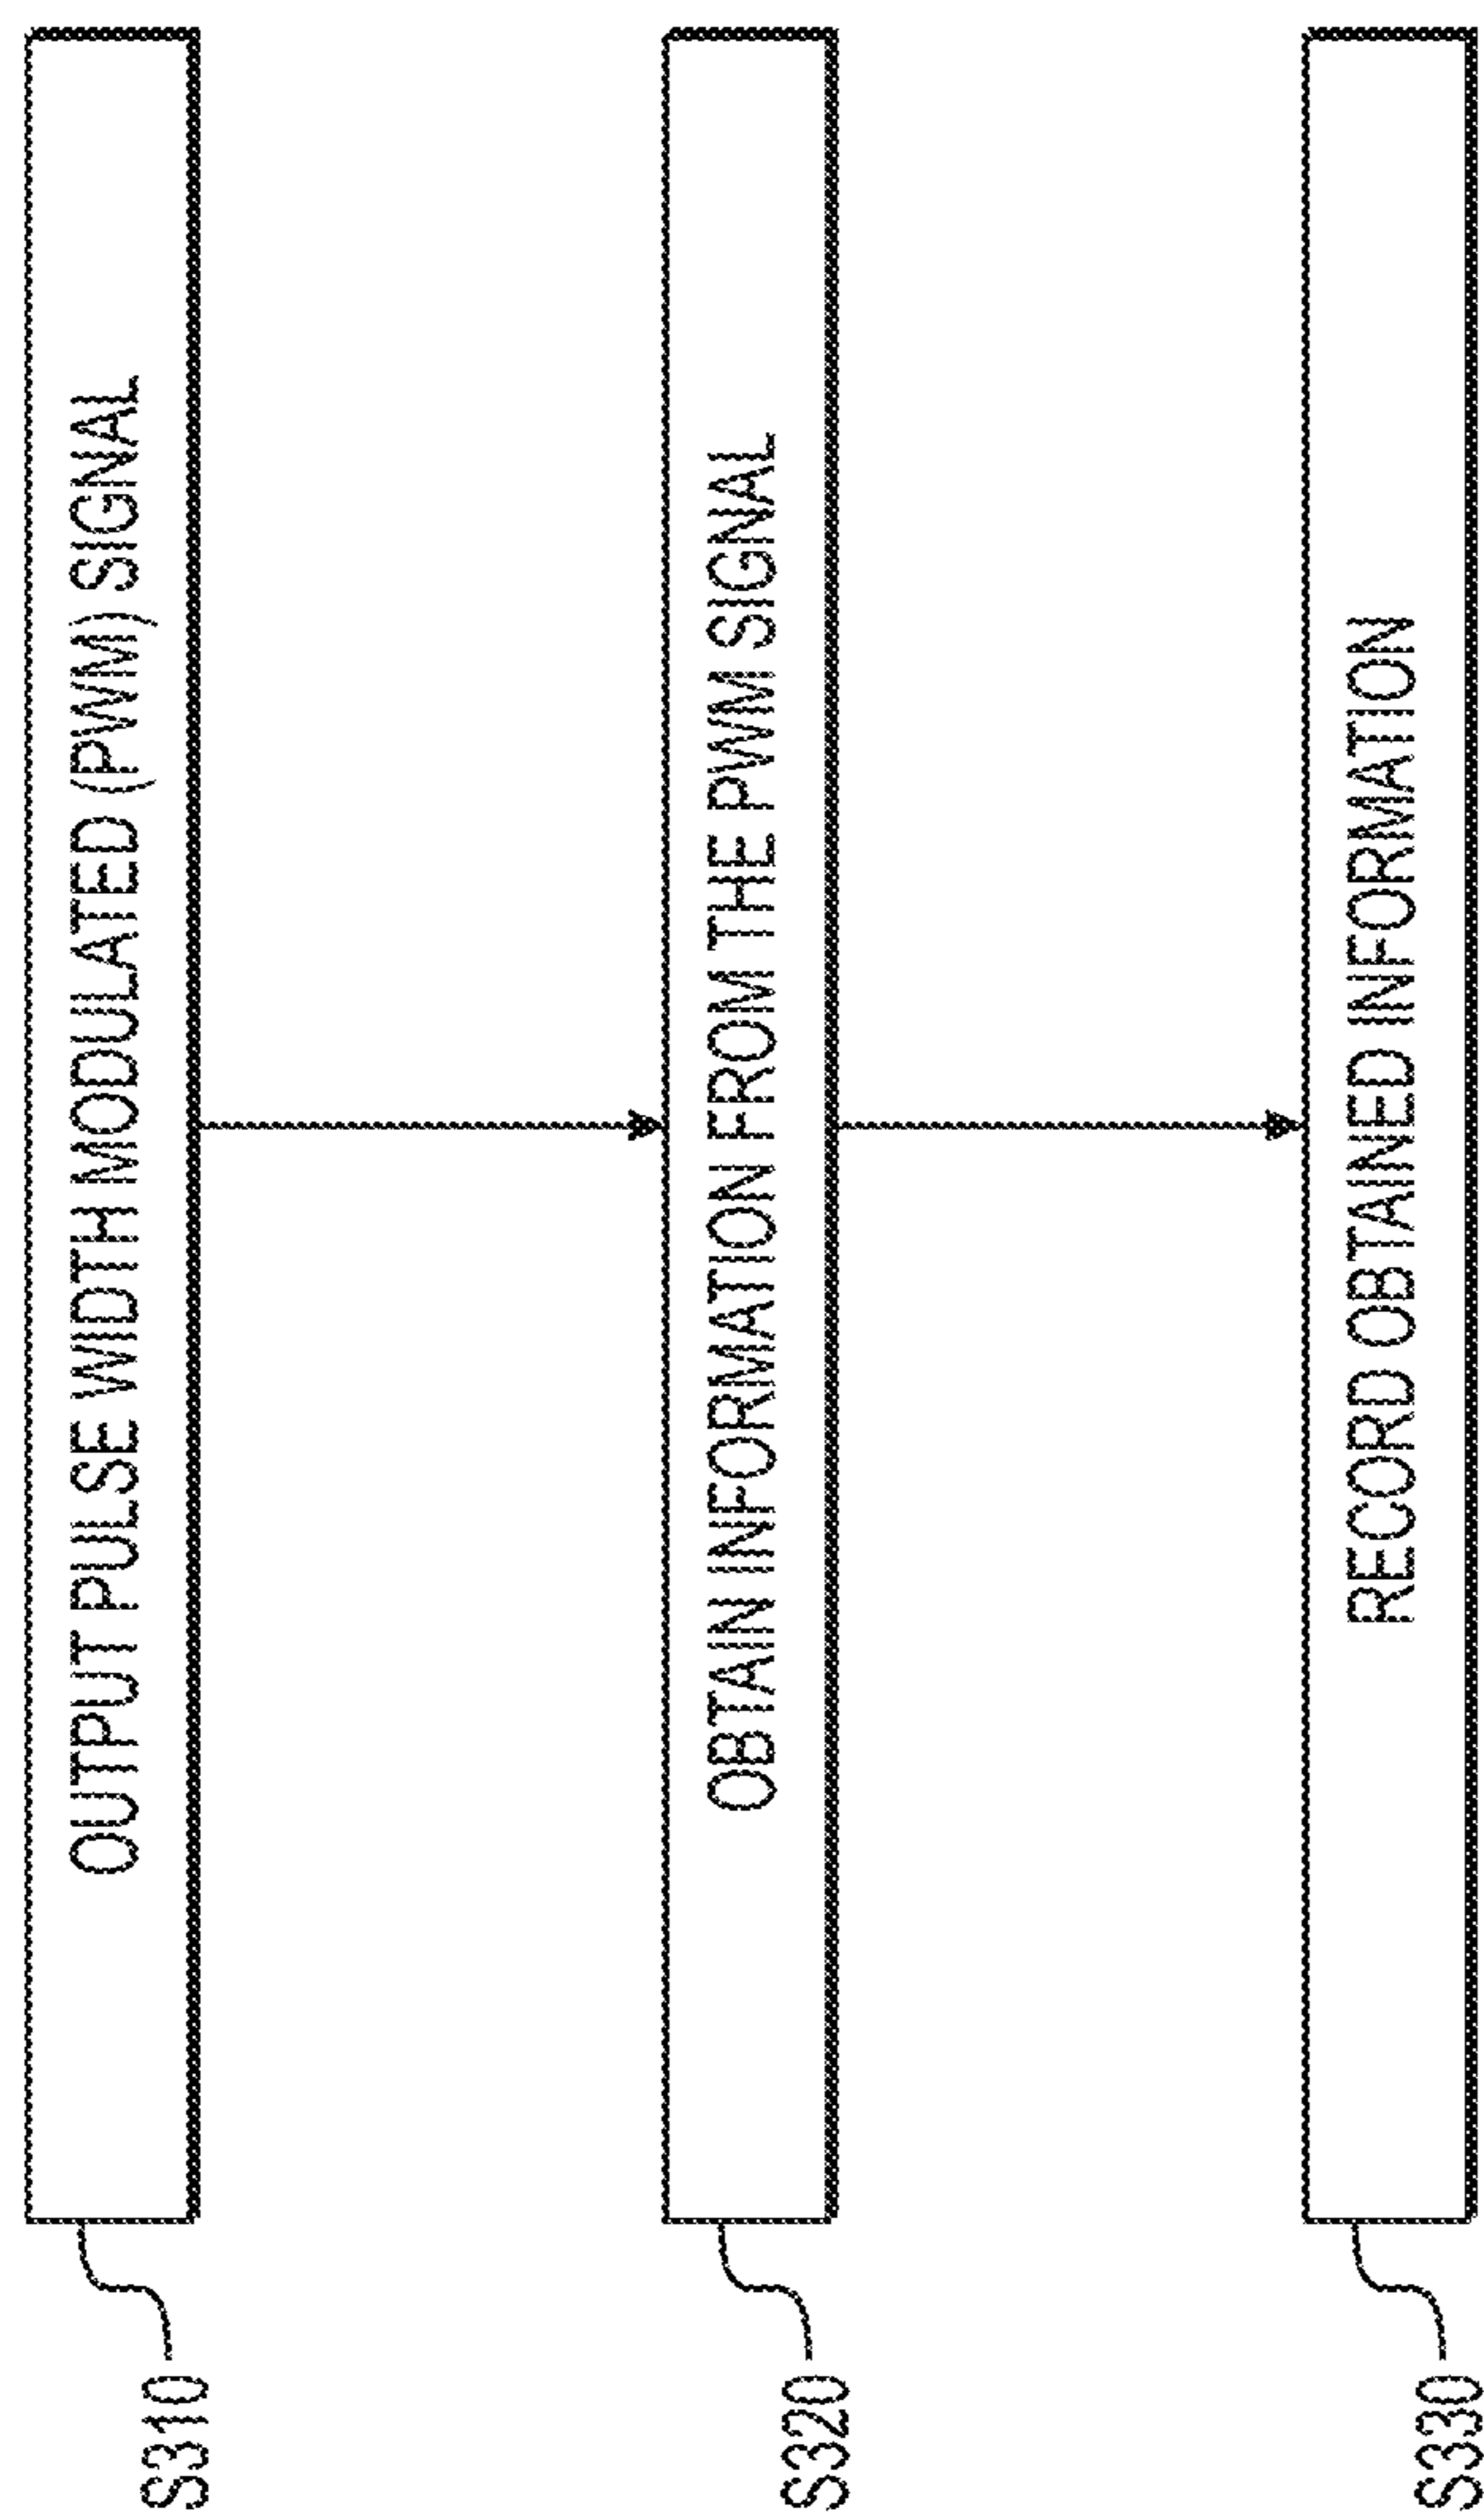 S310
OUTPUT PULSE WIDTH MODULATED (PWM) SIGNAL
S320
OBTAIN INFORMATION FROM THE PWM SIGNAL
S330
RECORD OBTAINED INFORMATION